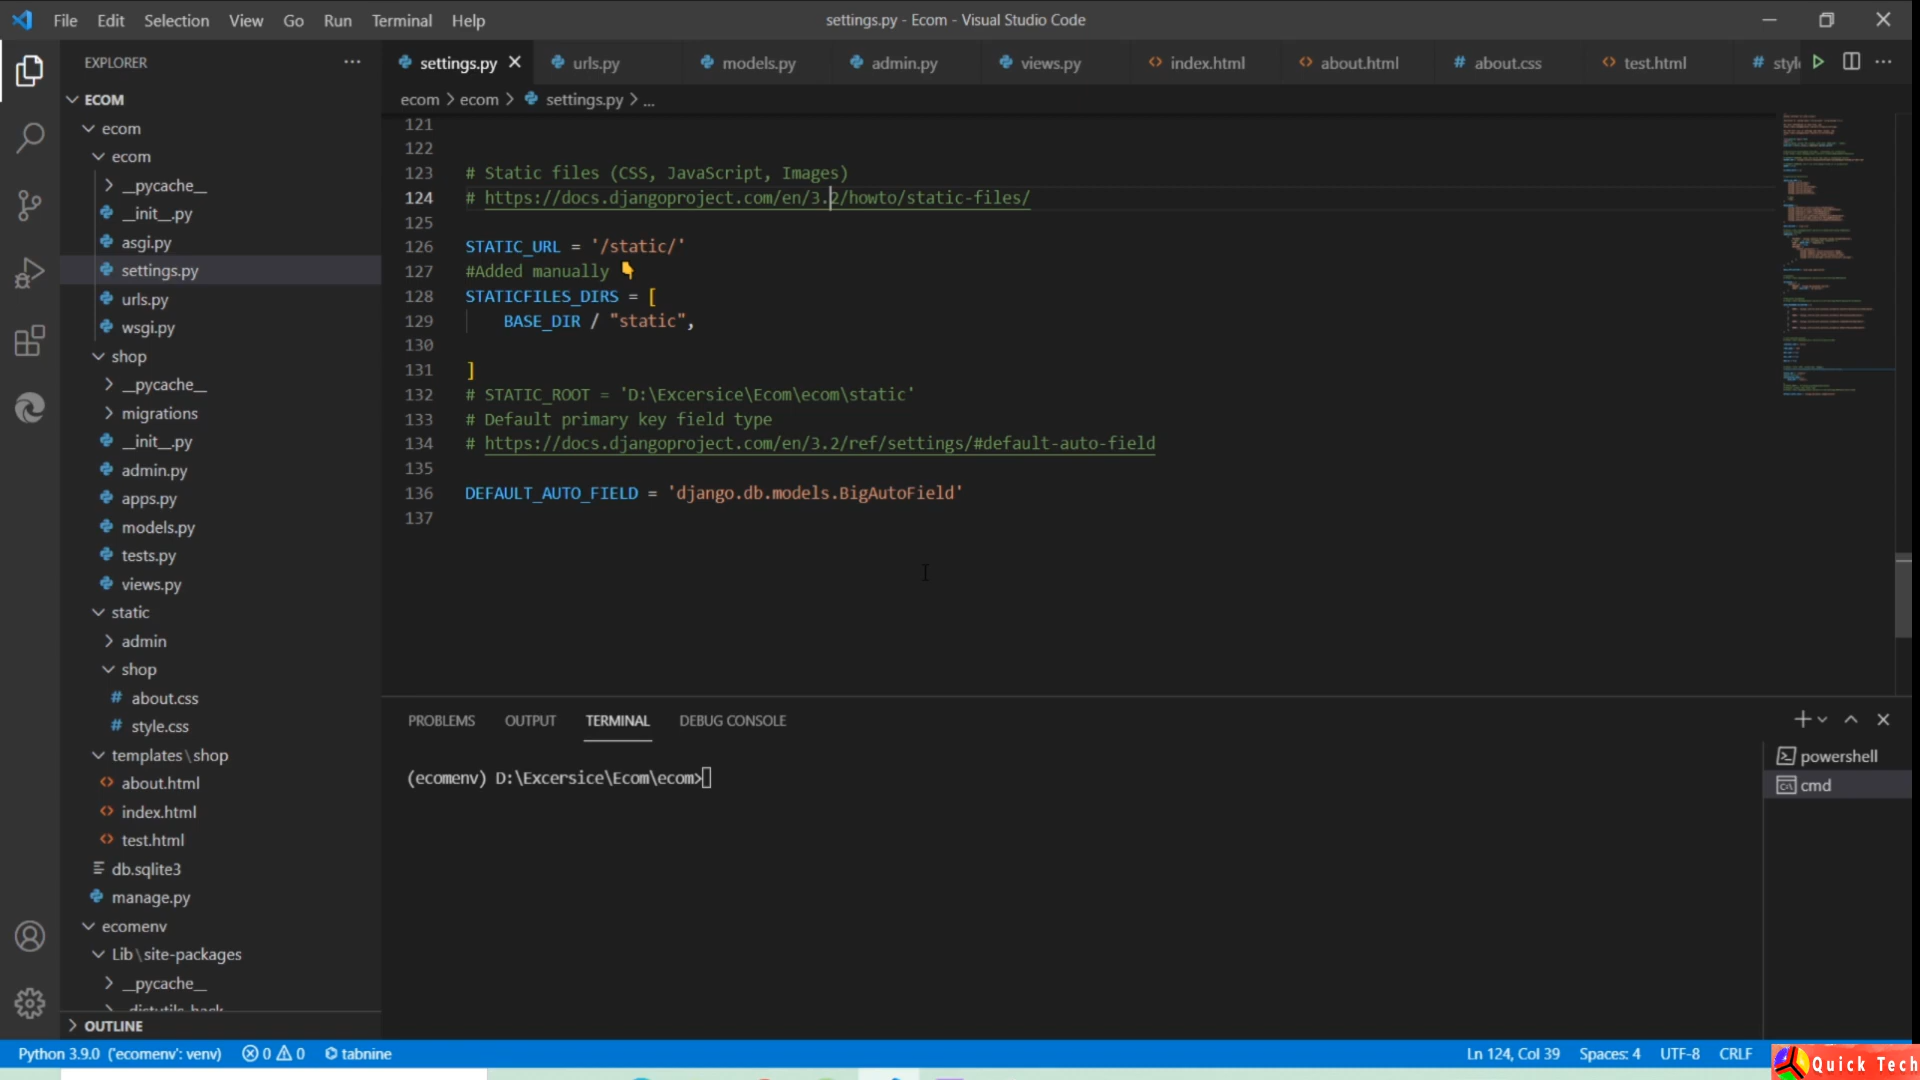 File Edit Selection View Go Run Terminal Help
settings.py - Ecom - Visual Studio Code
EXPLORER
settings.py urls.py models.py admin.py views.py index.html about.html about.css test.html
ecom > ecom > settings.py > ...
ECOM
ecom
ecom
__pycache__
__init__.py
asgi.py
settings.py
urls.py
wsgi.py
shop
__pycache__
migrations
__init__.py
admin.py
apps.py
models.py
tests.py
views.py
static
admin
shop
about.css
style.css
templates\shop
about.html
index.html
test.html
db.sqlite3
manage.py
ecomenv
Lib\site-packages
__pycache__
OUTLINE
121
122
123 # Static files (CSS, JavaScript, Images)
124 # https://docs.djangoproject.com/en/3.2/howto/static-files/
125
126 STATIC_URL = '/static/'
127 #Added manually 👇
128 STATICFILES_DIRS = [
129 BASE_DIR / "static",
130
131 ]
132 # STATIC_ROOT = 'D:\Excersice\Ecom\ecom\static'
133 # Default primary key field type
134 # https://docs.djangoproject.com/en/3.2/ref/settings/#default-auto-field
135
136 DEFAULT_AUTO_FIELD = 'django.db.models.BigAutoField'
137
PROBLEMS OUTPUT TERMINAL DEBUG CONSOLE
(ecomenv) D:\Excersice\Ecom\ecom>
powershell
cmd
Python 3.9.0 ('ecomenv': venv) 0 0 tabnine
Ln 124, Col 39 Spaces: 4 UTF-8 CRLF
Quick Tech